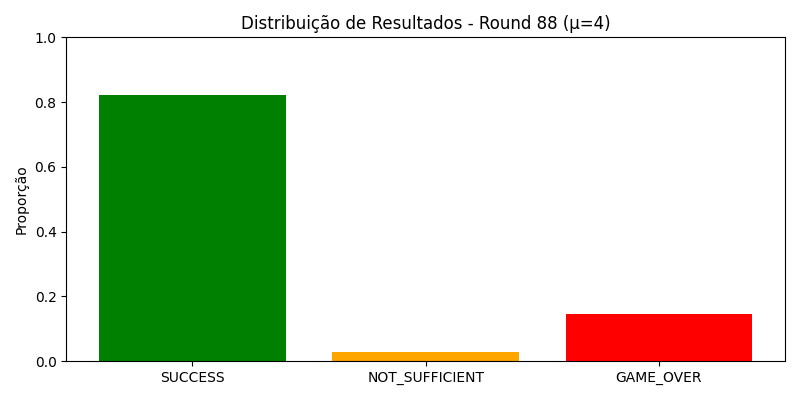 Distribuição de Resultados - Round 88 (μ=4)
1.0
0.8
0.6
0.4
0.2
0.0
Proporção
SUCCESS
NOT_SUFFICIENT
GAME_OVER